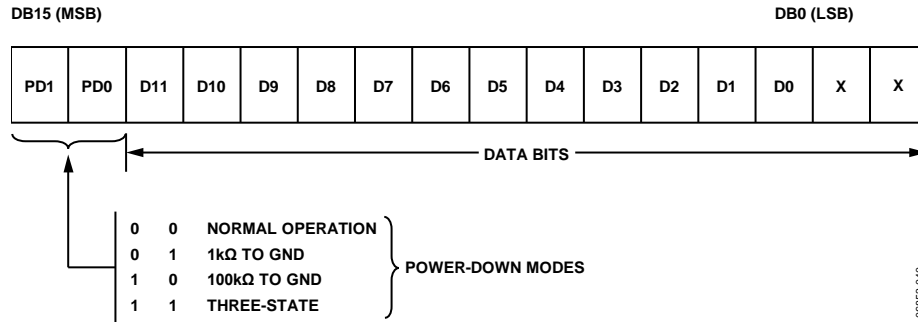 DB15 (MSB) DB0 (LSB)
PD1 PD0 D11 D10 D9 D8 D7 D6 D5 D4 D3 D2 D1 D0 X X
DATA BITS
0 0 NORMAL OPERATION
0 1 1kΩ TO GND
1 0 100kΩ TO GND
1 1 THREE-STATE
POWER-DOWN MODES